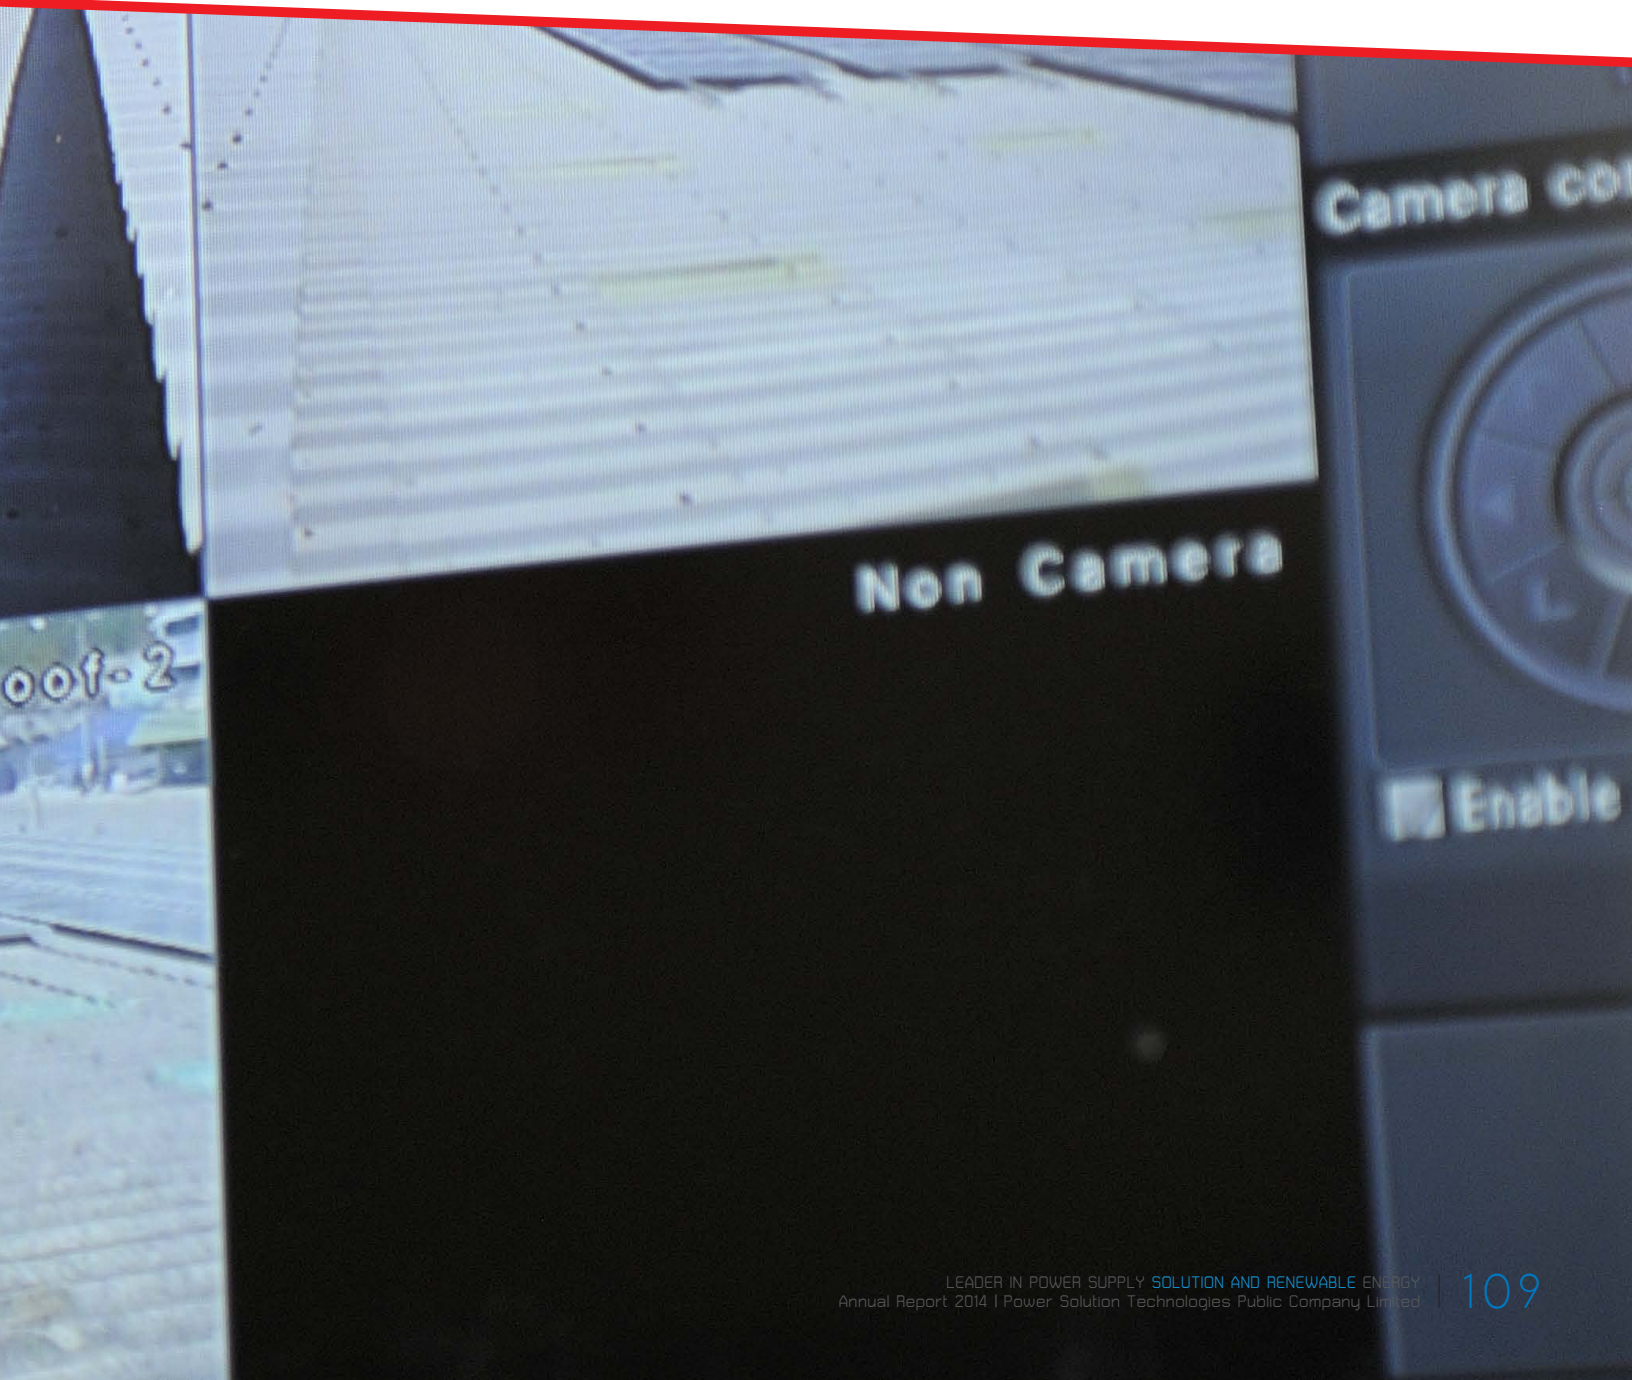 Camera
Non Camera
oof-2
Enable
LEADER IN POWER SUPPLY SOLUTION AND RENEWABLE ENERGY
Annual Report 2014 | Power Solution Technologies Public Company Limited
109